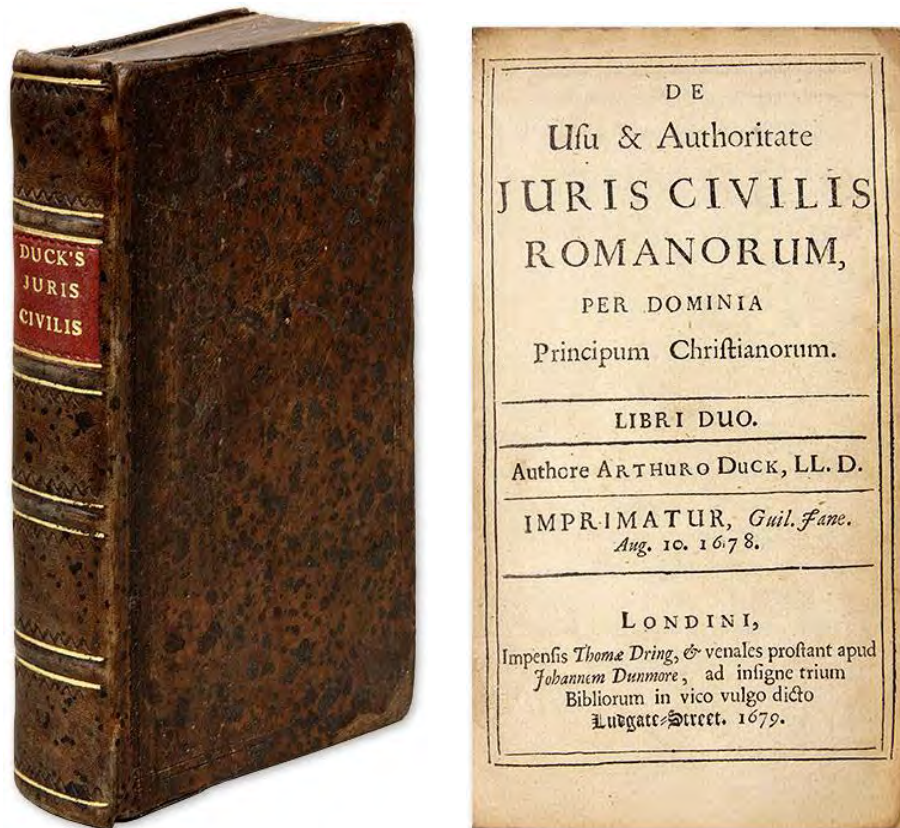 DUCK'S
JURIS
CIVILIS
DE
Uſu & Authoritate
JURIS CIVILIS
ROMANORUM,
PER DOMINIA
Principum Chriſtianorum.
LIBRI DUO.
Authore ARTHURO DUCK, LL. D.
IMPRIMATUR, Guil. Jane.
Aug. 10. 1678.
LONDINI,
Impenſis Thomæ Dring, & venales proſtant apud
Johannem Dunmore, ad inſigne trium
Bibliorum in vico vulgo dicto
Ludgate-Street. 1679.